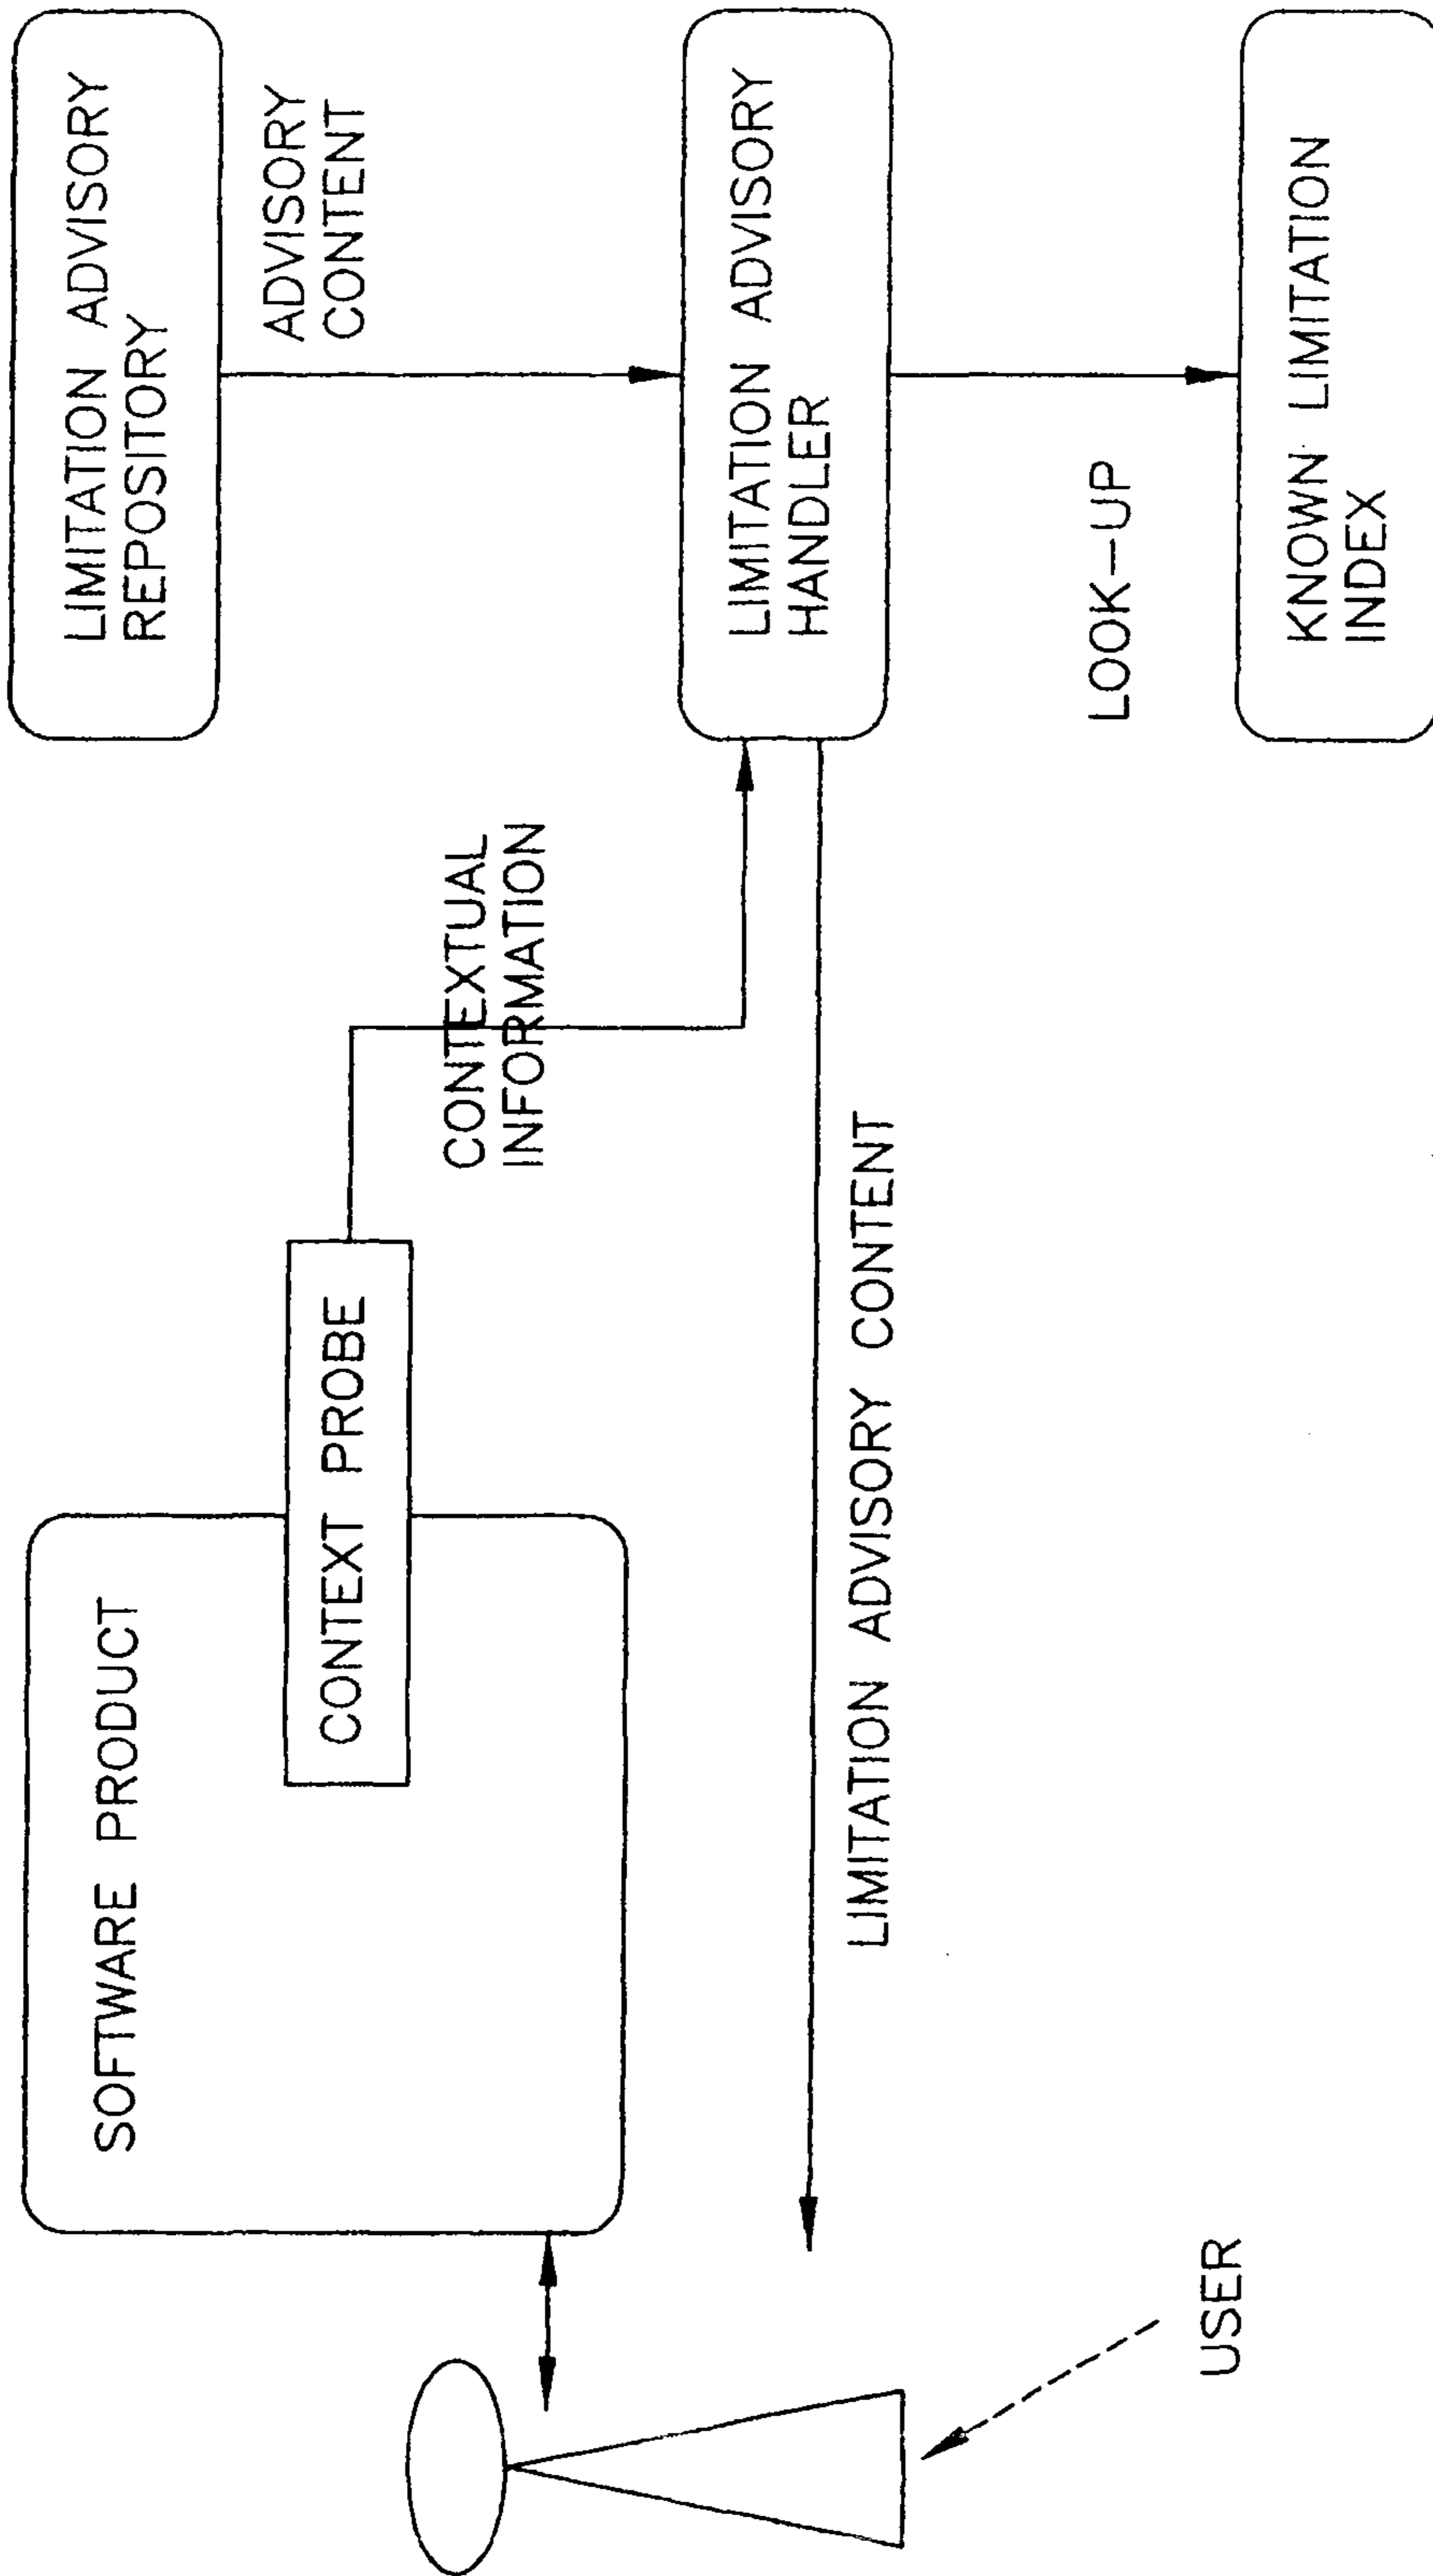 SOFTWARE PRODUCT
CONTEXT PROBE
LIMITATION ADVISORY
REPOSITORY
ADVISORY
CONTENT
CONTEXTUAL
INFORMATION
LIMITATION ADVISORY
HANDLER
LIMITATION ADVISORY CONTENT
LOOK-UP
USER
KNOWN LIMITATION
INDEX